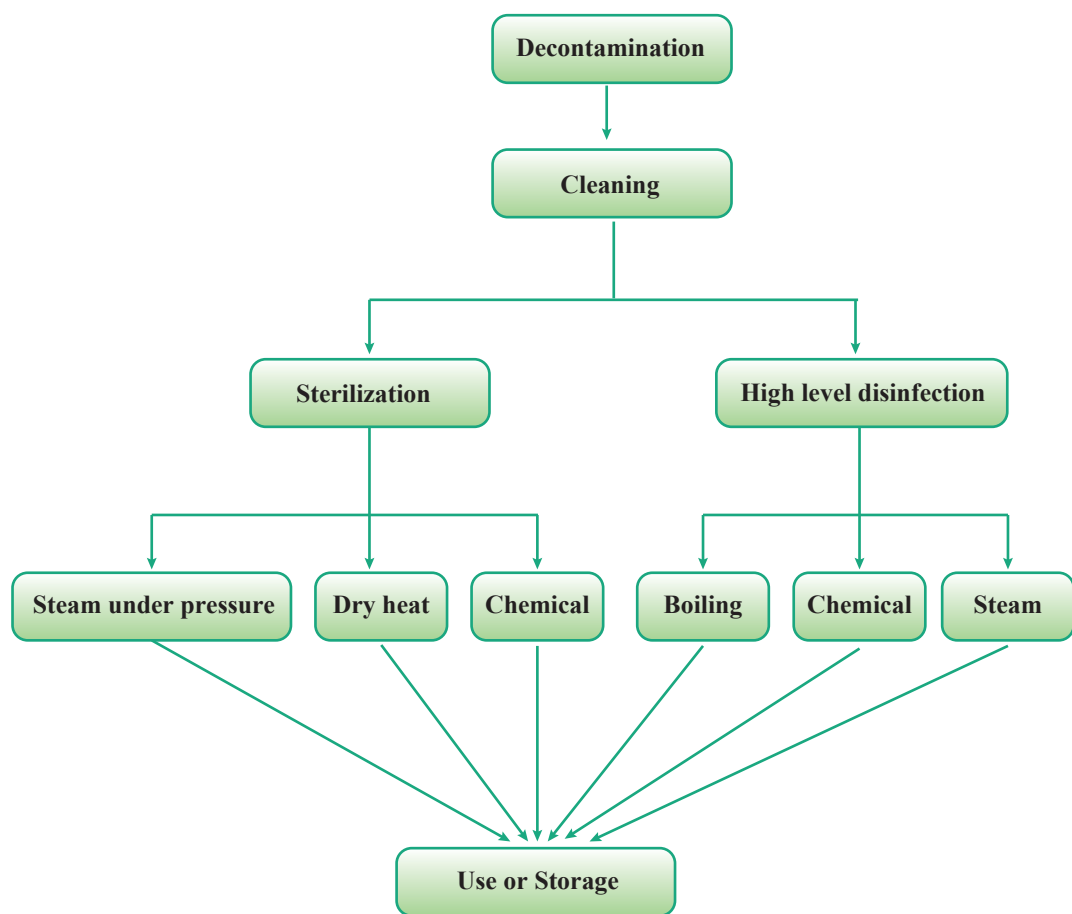 Decontamination
Cleaning
Sterilization
High level disinfection
Steam under pressure
Dry heat
Chemical
Boiling
Chemical
Steam
Use or Storage